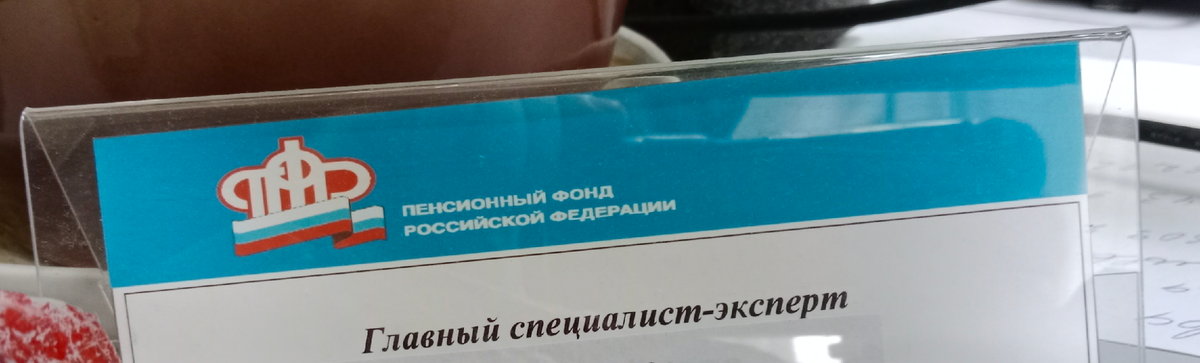 ПФР
ПЕНСИОННЫЙ ФОНД
РОССИЙСКОЙ ФЕДЕРАЦИИ
Главный специалист-эксперт